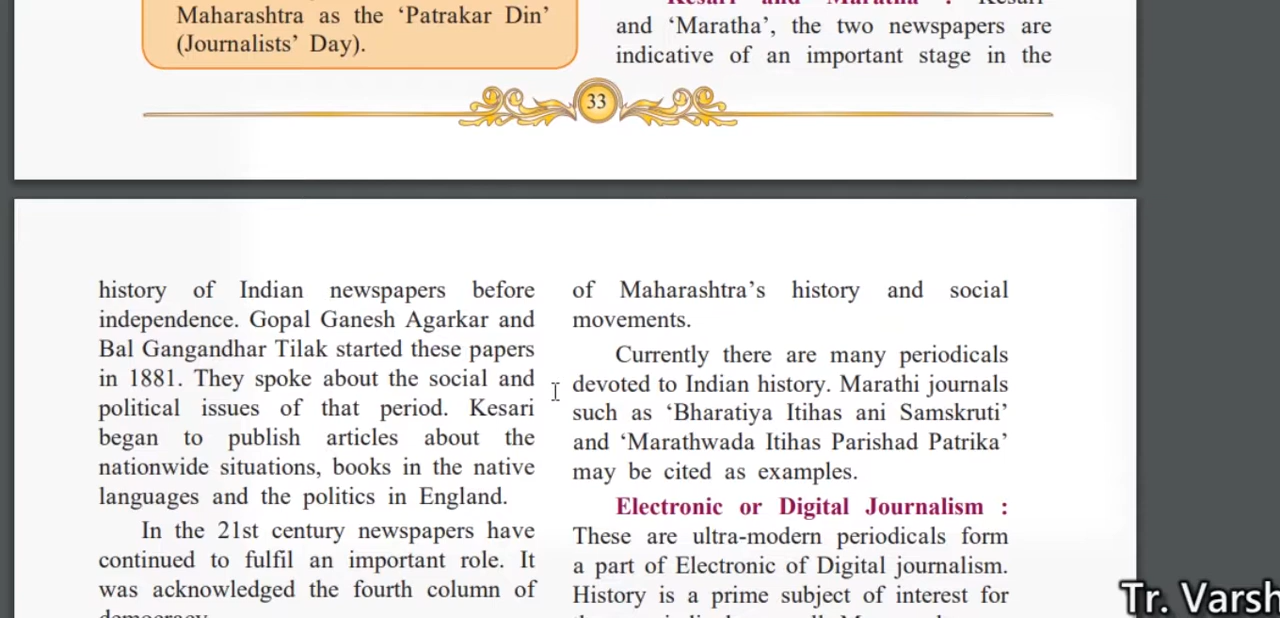 Maharashtra as the ‘Patrakar Din’
(Journalists’ Day).
Kesari and Maratha : Kesari
and ‘Maratha’, the two newspapers are
indicative of an important stage in the
33
history of Indian newspapers before
independence. Gopal Ganesh Agarkar and
Bal Gangandhar Tilak started these papers
in 1881. They spoke about the social and
political issues of that period. Kesari
began to publish articles about the
nationwide situations, books in the native
languages and the politics in England.
In the 21st century newspapers have
continued to fulfil an important role. It
was acknowledged the fourth column of
democracy.
of Maharashtra’s history and social
movements.
Currently there are many periodicals
devoted to Indian history. Marathi journals
such as ‘Bharatiya Itihas ani Samskruti’
and ‘Marathwada Itihas Parishad Patrika’
may be cited as examples.
Electronic or Digital Journalism :
These are ultra-modern periodicals form
a part of Electronic of Digital journalism.
History is a prime subject of interest for
Tr. Varsh